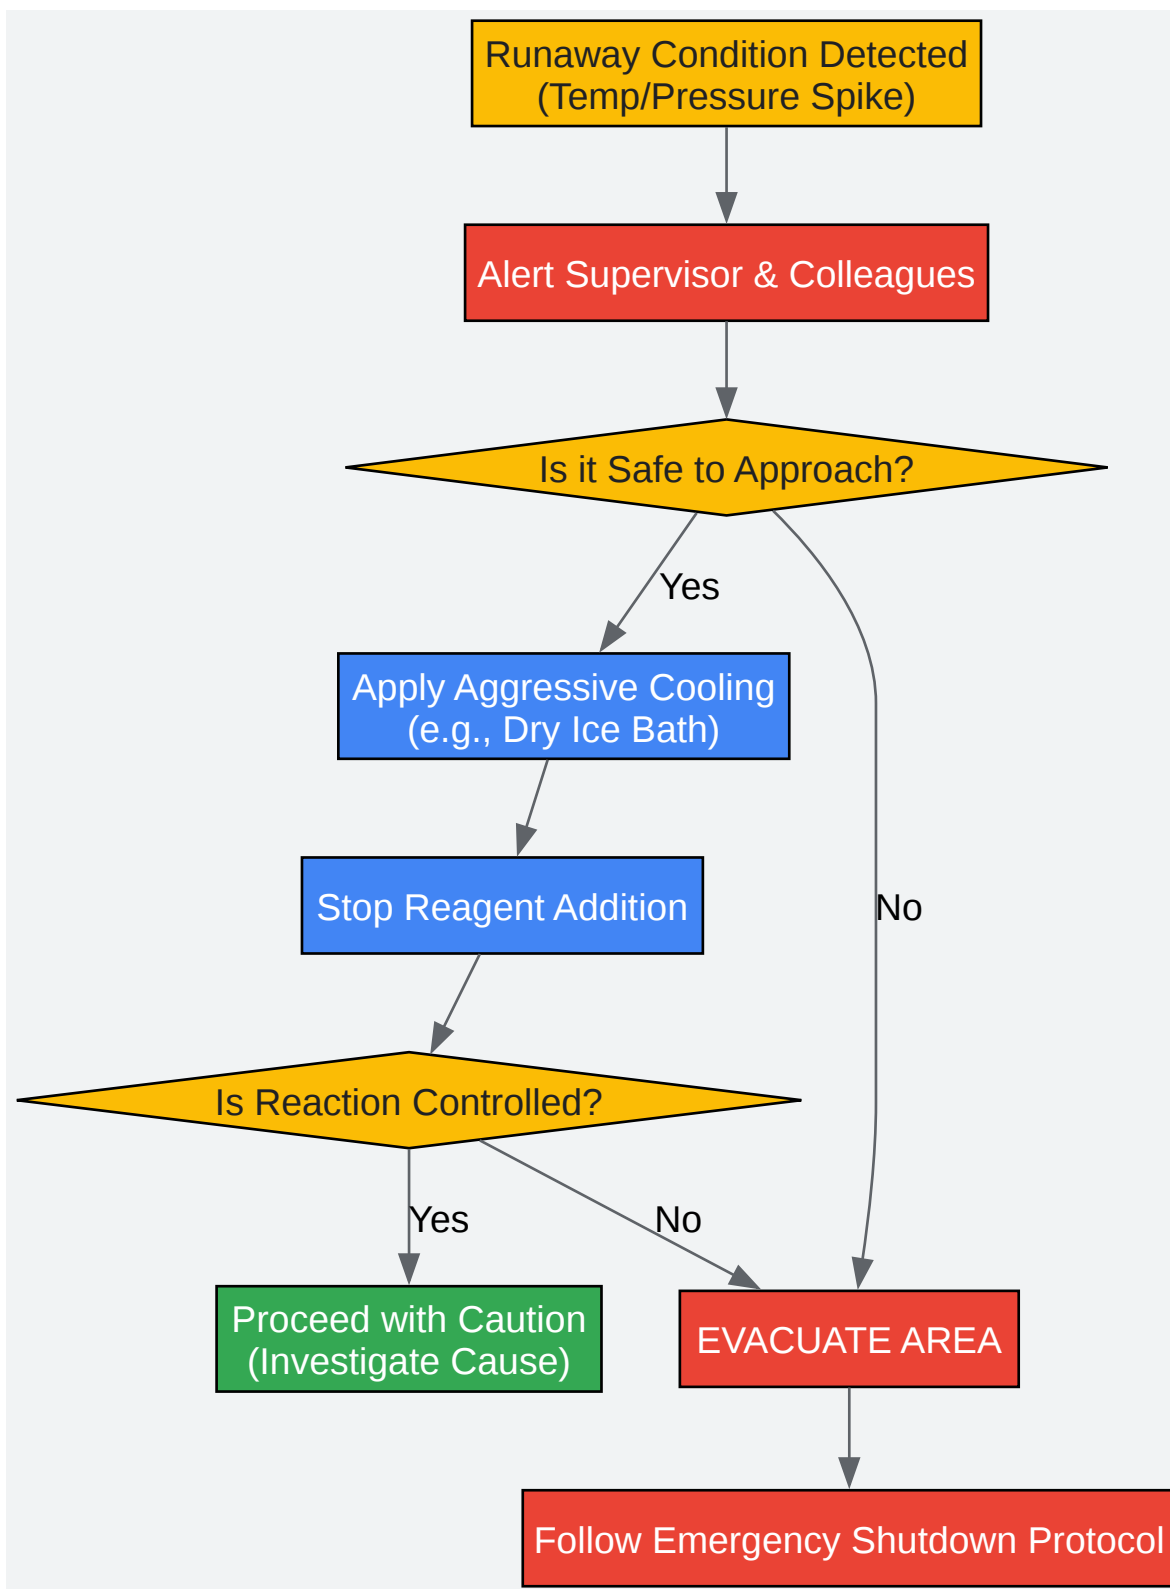 Runaway Condition Detected
(Temp/Pressure Spike)
Alert Supervisor & Colleagues
Is it Safe to Approach?
Yes
Apply Aggressive Cooling
(e.g., Dry Ice Bath)
Stop Reagent Addition
No
Is Reaction Controlled?
Yes
No
Proceed with Caution
(Investigate Cause)
EVACUATE AREA
Follow Emergency Shutdown Protocol